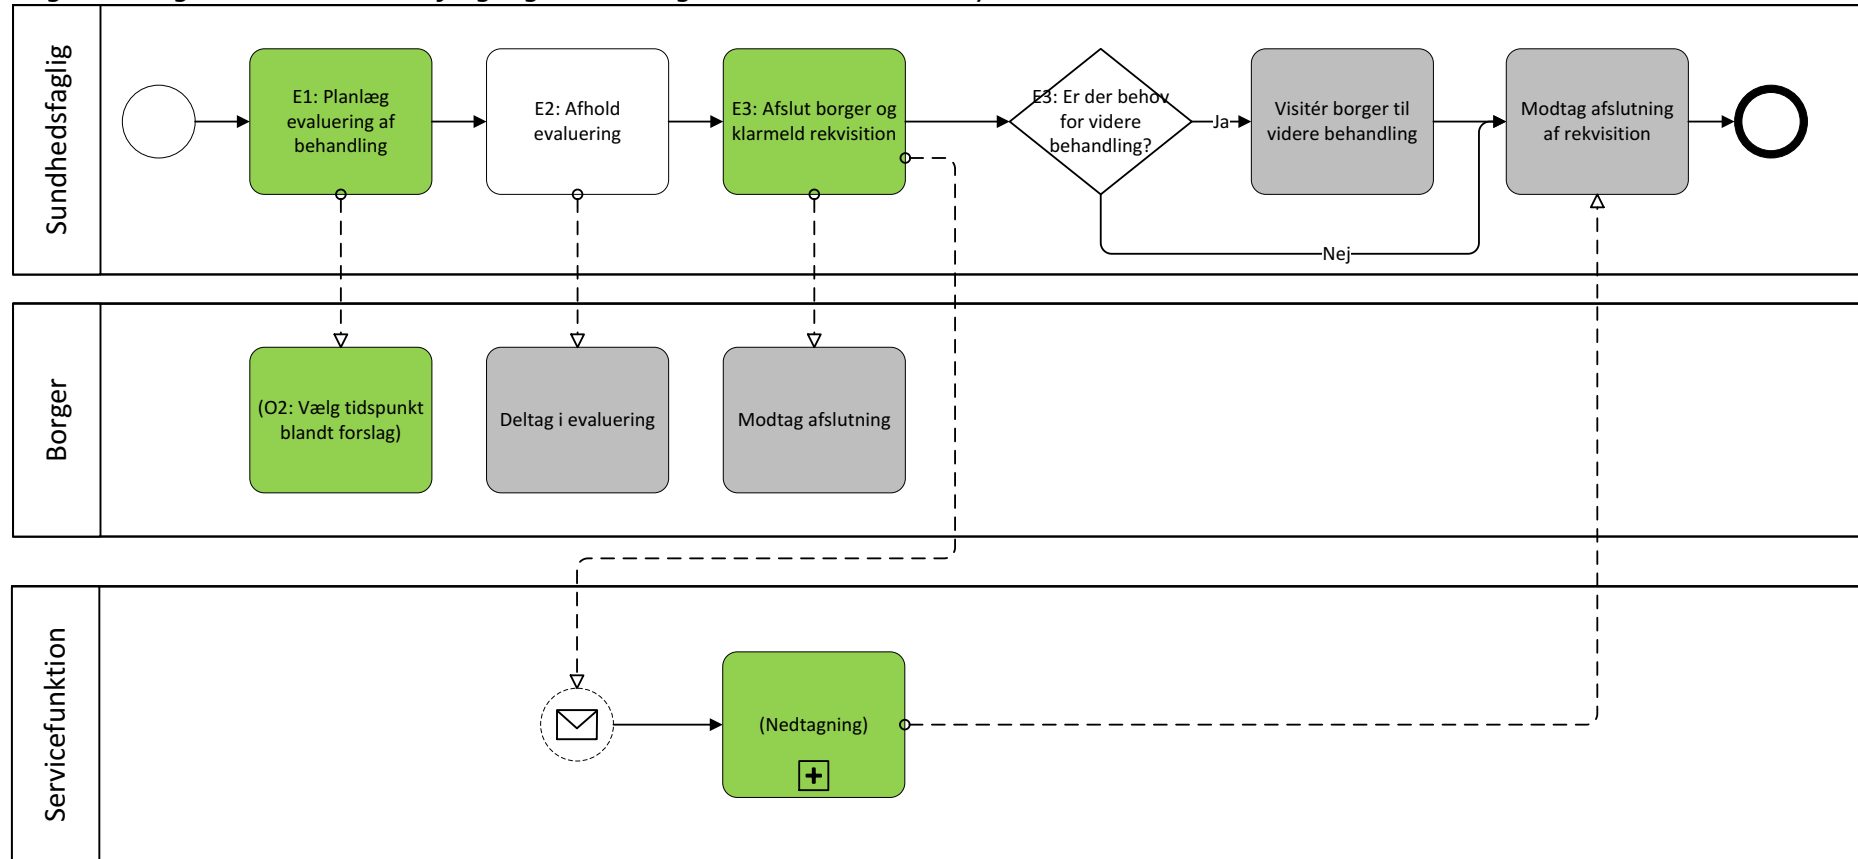 Sundhedsfaglig
E1: Planlæg
evaluering af
behandling
E2: Afhold
evaluering
E3: Afslut borger og
klarmeld rekvisition
E3: Er der behov
for videre
behandling?
Ja
Nej
Visitér borger til
videre behandling
Modtag afslutning
af rekvisition
Borger
(O2: Vælg tidspunkt
blandt forslag)
Deltag i evaluering
Modtag afslutning
Servicefunktion
(Nedtagning)